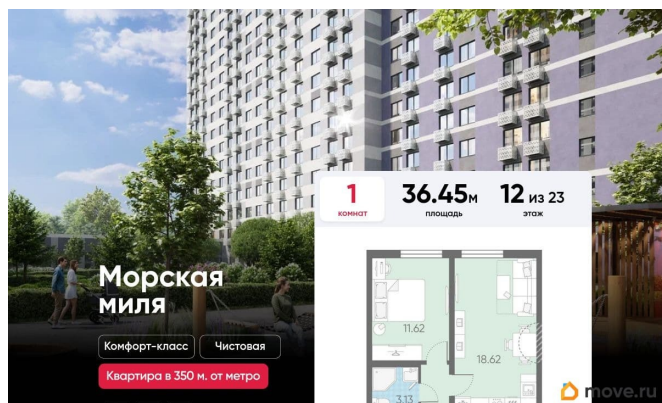 1
комнат
36.45м
площадь
12 из 23
этаж
Морская
миля
Комфорт-класс
Чистовая
Квартира в 350 м. от метро
11.62
18.62
3.13
move.ru